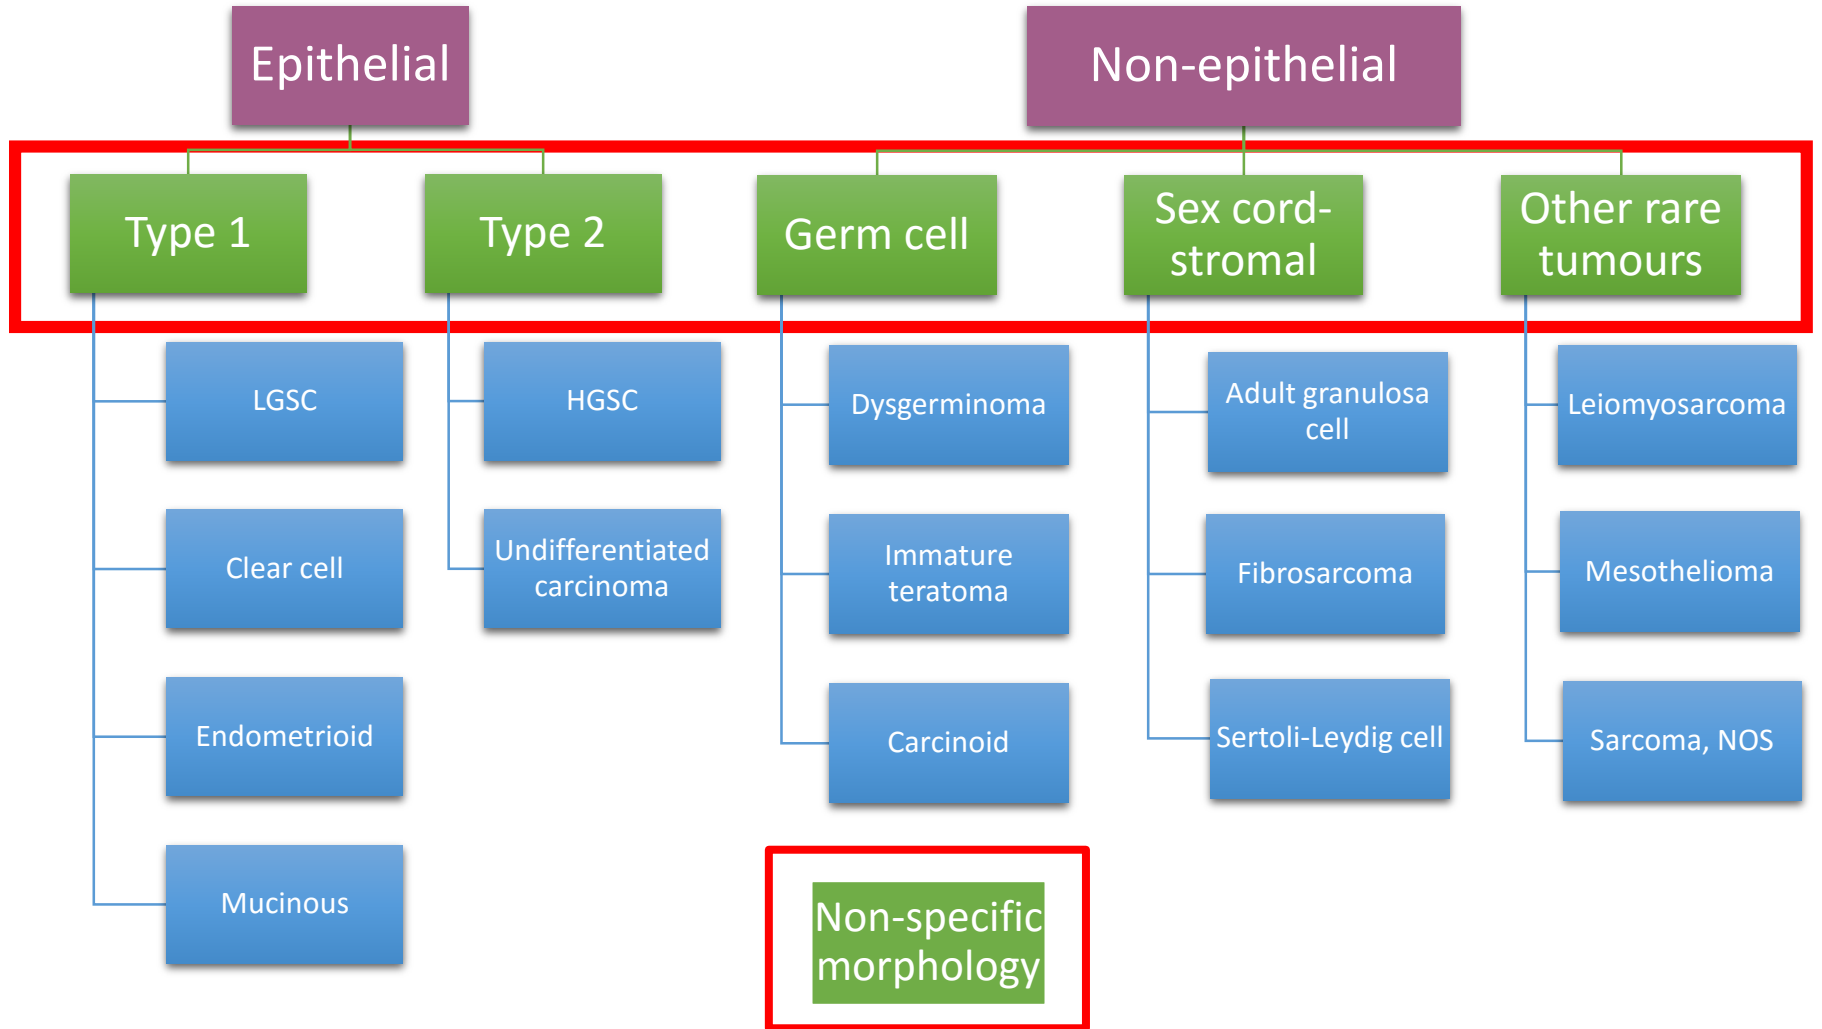 Epithelial
Non-epithelial
Type 1
Type 2
Germ cell
Sex cord-
stromal
Other rare
tumours
LGSC
Clear cell
Endometrioid
Mucinous
HGSC
Undifferentiated
carcinoma
Dysgerminoma
Immature
teratoma
Carcinoid
Adult granulosa
cell
Fibrosarcoma
Sertoli-Leydig cell
Leiomyosarcoma
Mesothelioma
Sarcoma, NOS
Non-specific
morphology